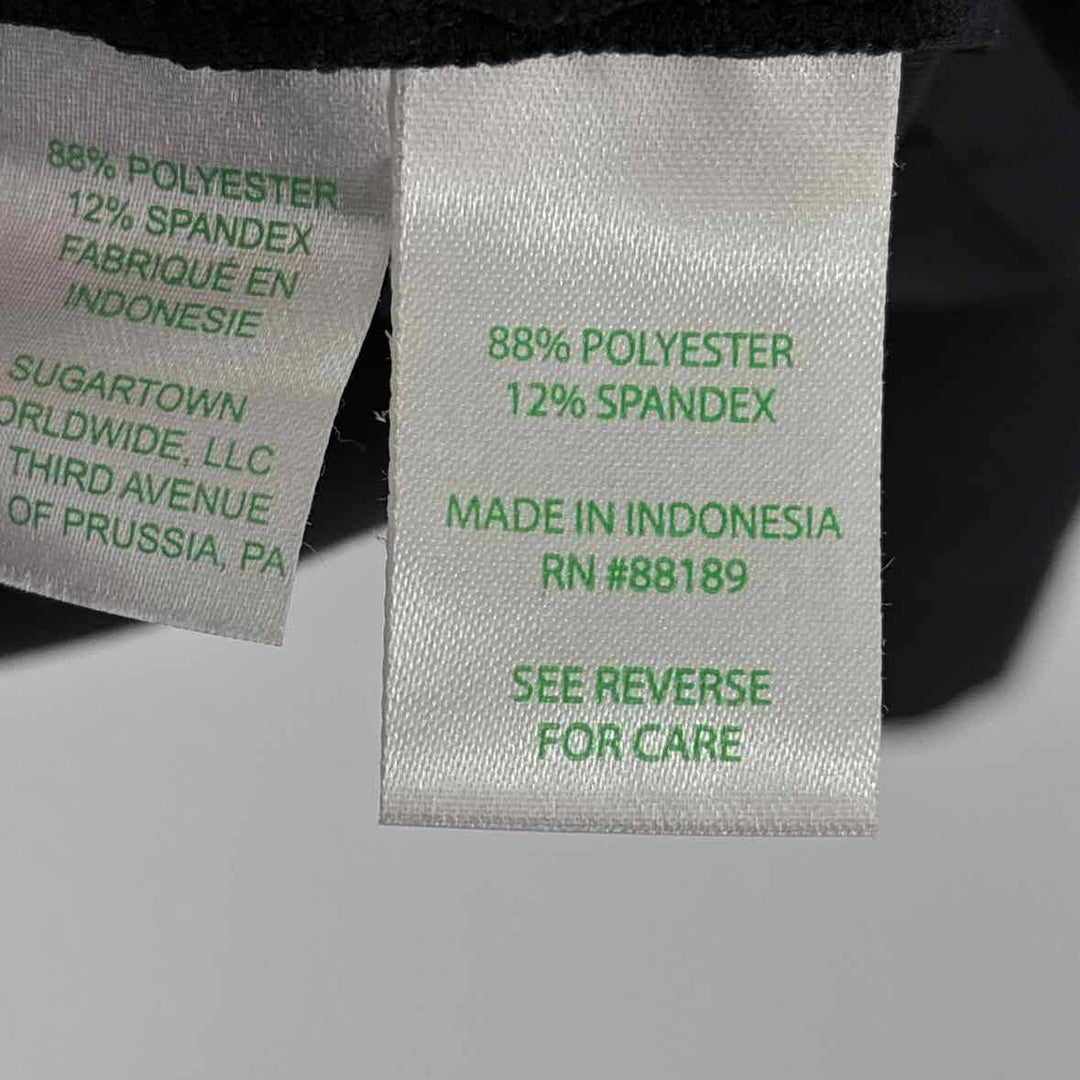 88% POLYESTER
12% SPANDEX
FABRIQUÉ EN
INDONESIE
SUGARTOWN
ORLDWIDE, LLC
THIRD AVENUE
OF PRUSSIA, PA
88% POLYESTER
12% SPANDEX
MADE IN INDONESIA
RN #88189
SEE REVERSE
FOR CARE